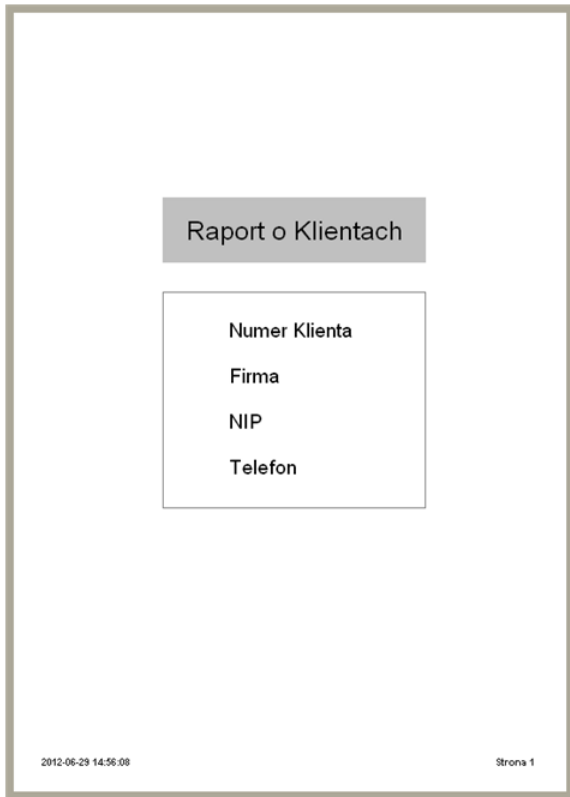 Raport o Klientach
Numer Klienta
Firma
NIP
Telefon
2012-06-29 14:56:08
Strona 1